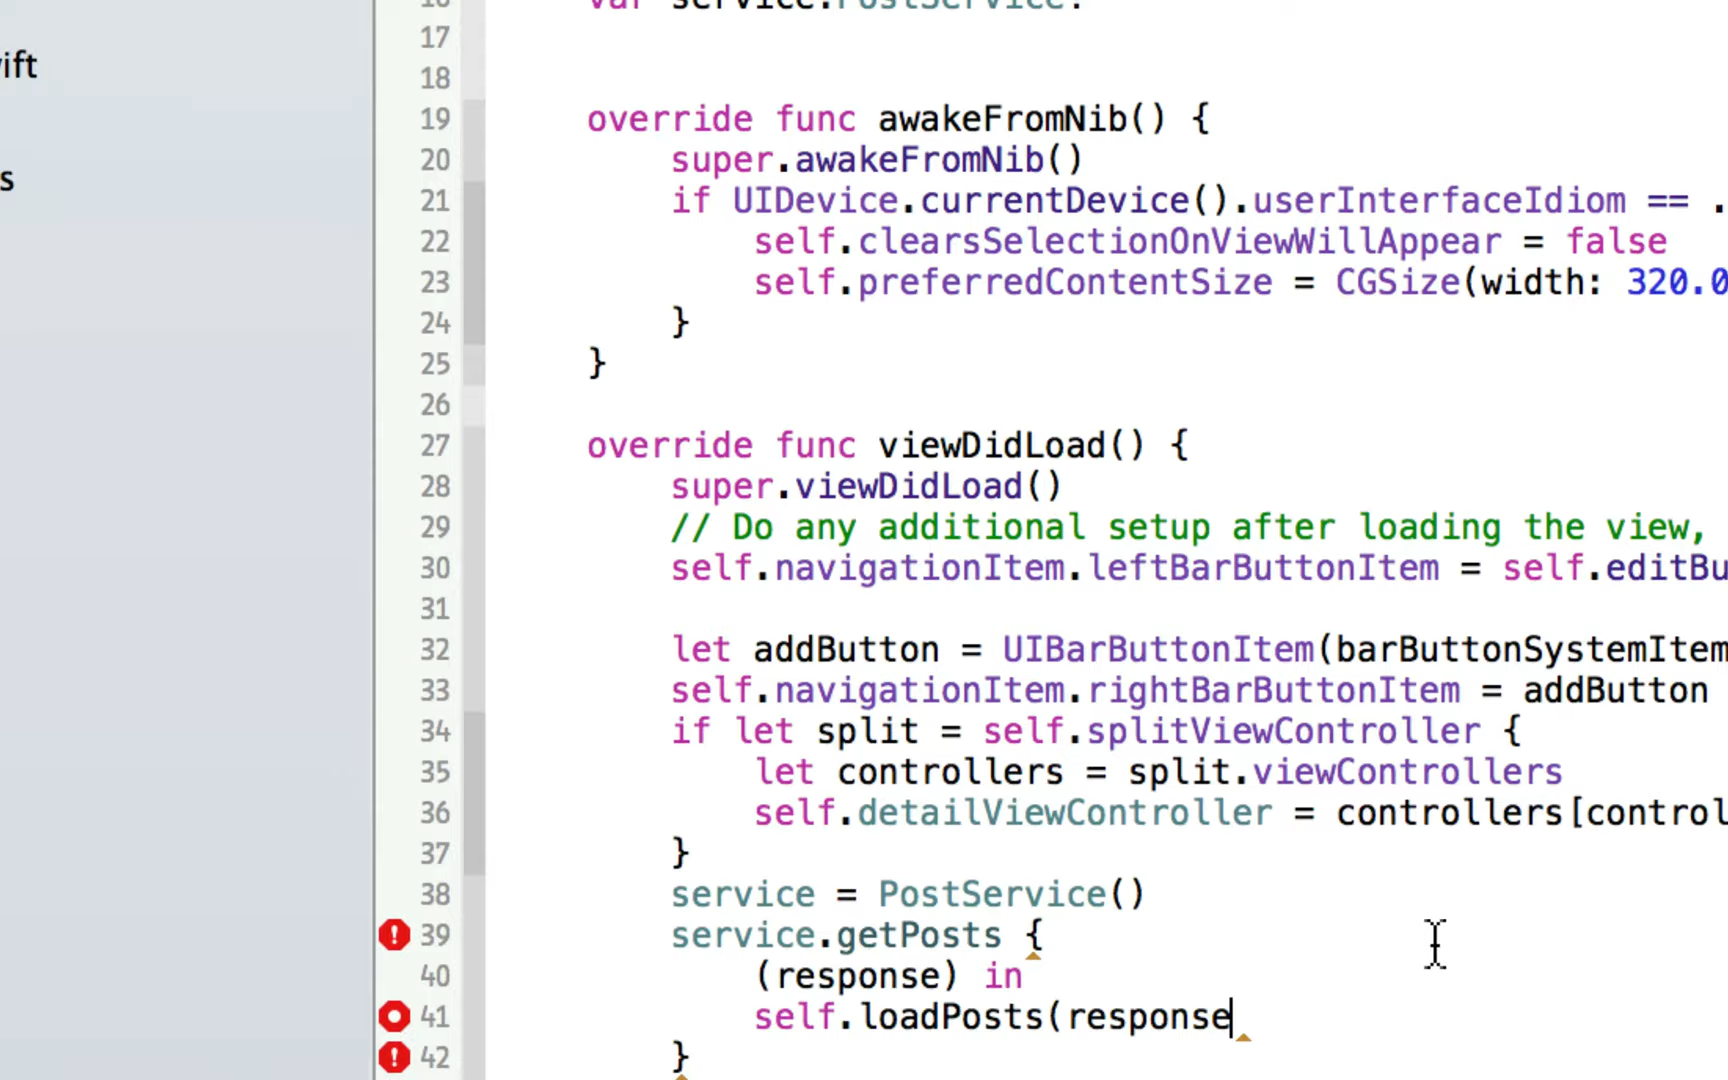 16 var service:PostService!
17
ift
18
19 override func awakeFromNib() {
20 super.awakeFromNib()
s
21 if UIDevice.currentDevice().userInterfaceIdiom == .
22 self.clearsSelectionOnViewWillAppear = false
23 self.preferredContentSize = CGSize(width: 320.0
24 }
25 }
26
27 override func viewDidLoad() {
28 super.viewDidLoad()
29 // Do any additional setup after loading the view,
30 self.navigationItem.leftBarButtonItem = self.editBu
31
32 let addButton = UIBarButtonItem(barButtonSystemItem
33 self.navigationItem.rightBarButtonItem = addButton
34 if let split = self.splitViewController {
35 let controllers = split.viewControllers
36 self.detailViewController = controllers[control
37 }
38 service = PostService()
39 service.getPosts {
40 (response) in
41 self.loadPosts(response
42 }